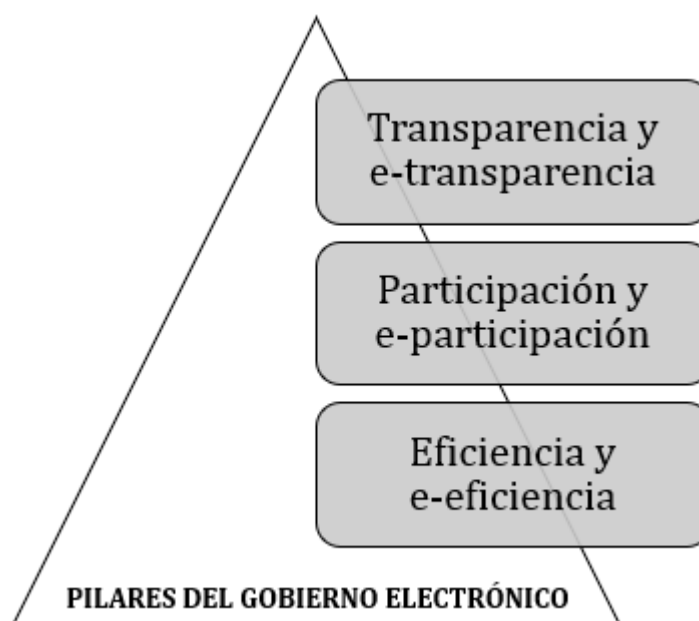 Transparencia y
e-transparencia
Participación y
e-participación
Eficiencia y
e-eficiencia
PILARES DEL GOBIERNO ELECTRÓNICO